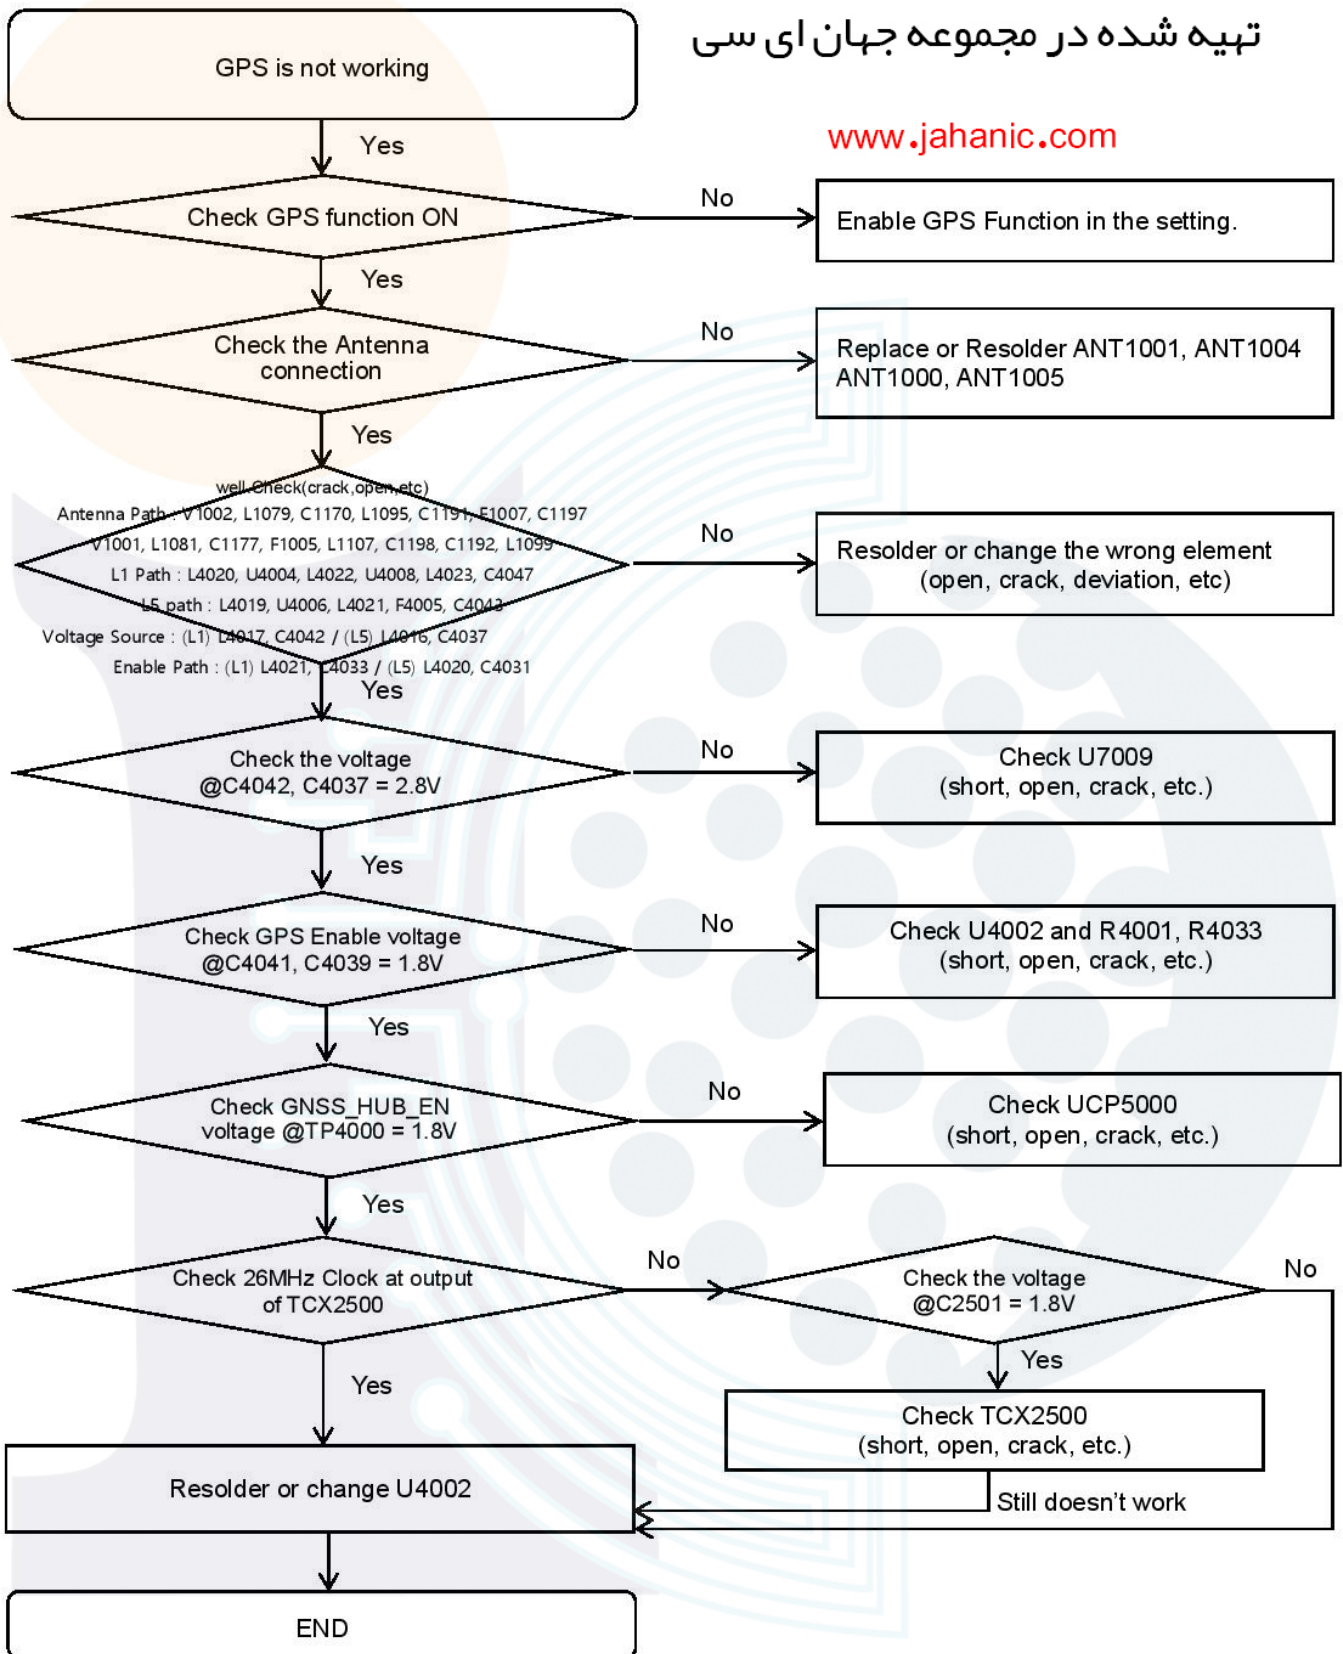 تهیه شده در مجموعه جهان ای سی
www.jahanic.com
GPS is not working
Yes
Check GPS function ON
No
Enable GPS Function in the setting.
Yes
Check the Antenna
connection
No
Replace or Resolder ANT1001, ANT1004
ANT1000, ANT1005
Yes
well.Check(crack,open,etc)
Antenna Path : V1002, L1079, C1170, L1095, C1191, F1007, C1197
V1001, L1081, C1177, F1005, L1107, C1198, C1192, L1099
L1 Path : L4020, U4004, L4022, U4008, L4023, C4047
L5 path : L4019, U4006, L4021, F4005, C4043
Voltage Source : (L1) L4017, C4042 / (L5) L4016, C4037
Enable Path : (L1) L4021, C4033 / (L5) L4020, C4031
No
Resolder or change the wrong element
(open, crack, deviation, etc)
Yes
Check the voltage
@C4042, C4037 = 2.8V
No
Check U7009
(short, open, crack, etc.)
Yes
Check GPS Enable voltage
@C4041, C4039 = 1.8V
No
Check U4002 and R4001, R4033
(short, open, crack, etc.)
Yes
Check GNSS_HUB_EN
voltage @TP4000 = 1.8V
No
Check UCP5000
(short, open, crack, etc.)
Yes
Check 26MHz Clock at output
of TCX2500
No
Check the voltage
@C2501 = 1.8V
No
Yes
Check TCX2500
(short, open, crack, etc.)
Still doesn't work
Yes
Resolder or change U4002
END